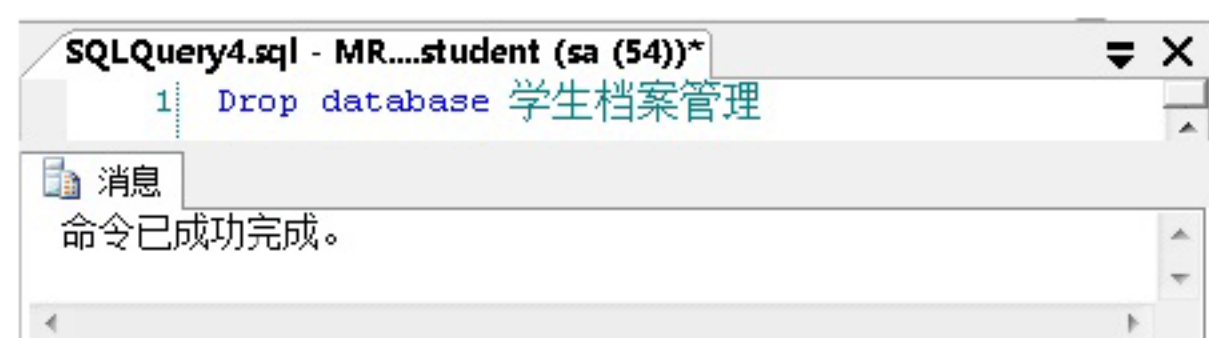 SQLQuery4.sql - MR....student (sa (54))*
1 Drop database 学生档案管理
消息
命令已成功完成。